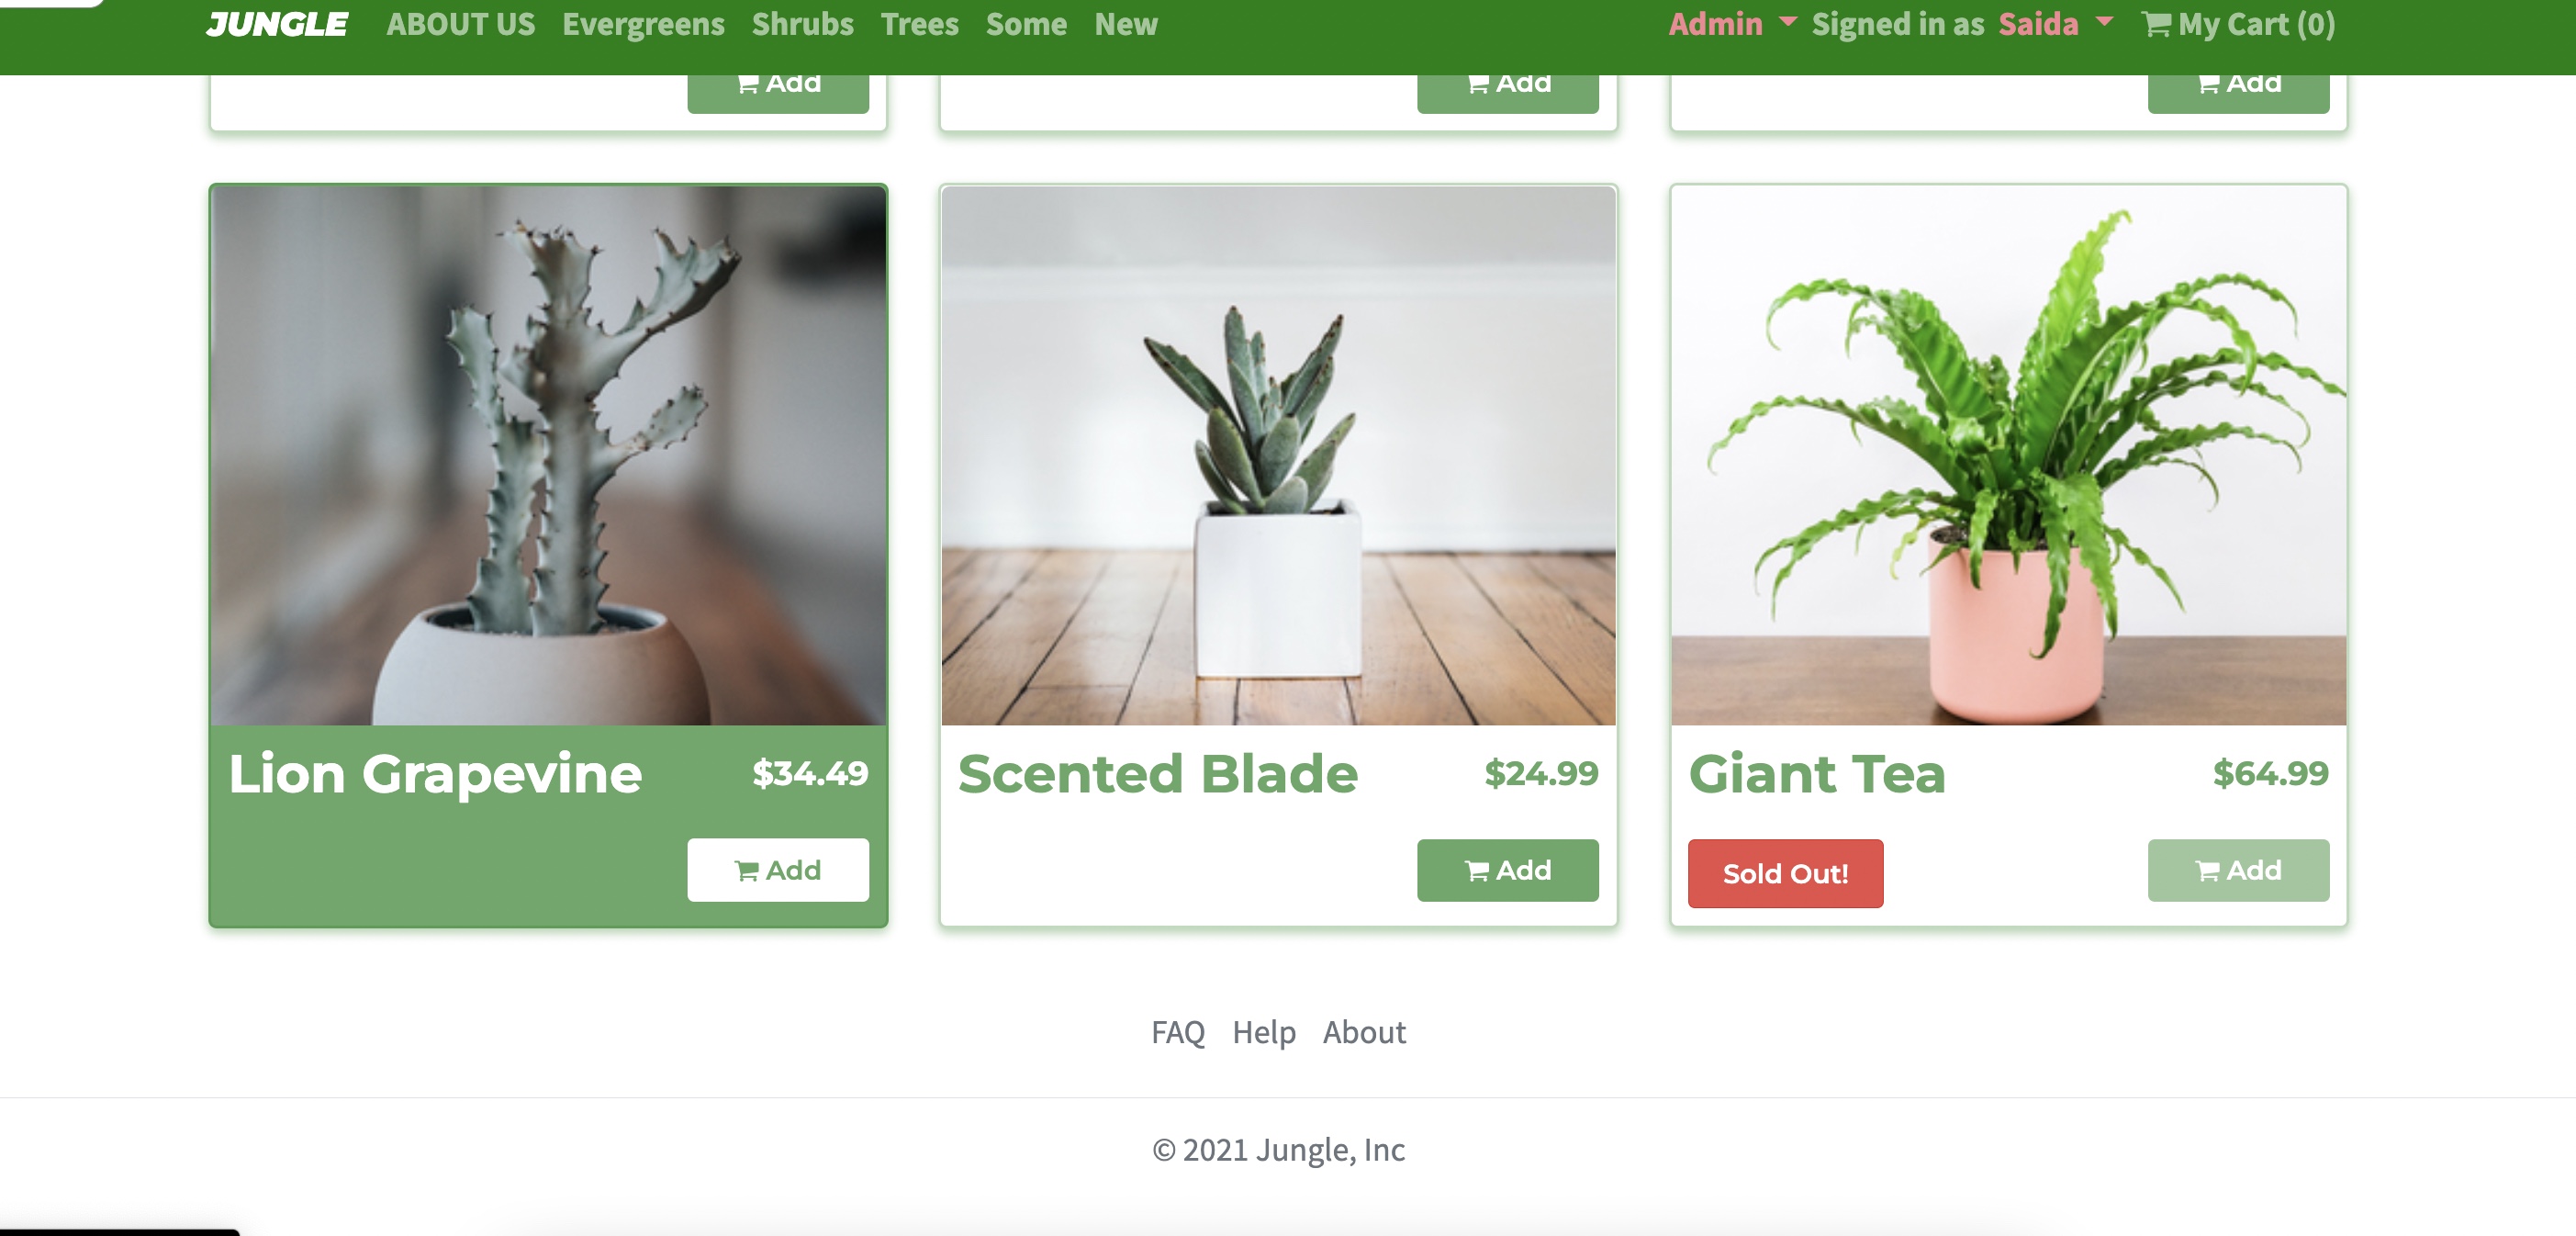 JUNGLE ABOUT US Evergreens Shrubs Trees Some New Admin Signed in as Saida My Cart (0)
Add Add Add
Lion Grapevine $34.49 Scented Blade $24.99 Giant Tea $64.99
Add Add Sold Out! Add
FAQ Help About
© 2021 Jungle, Inc